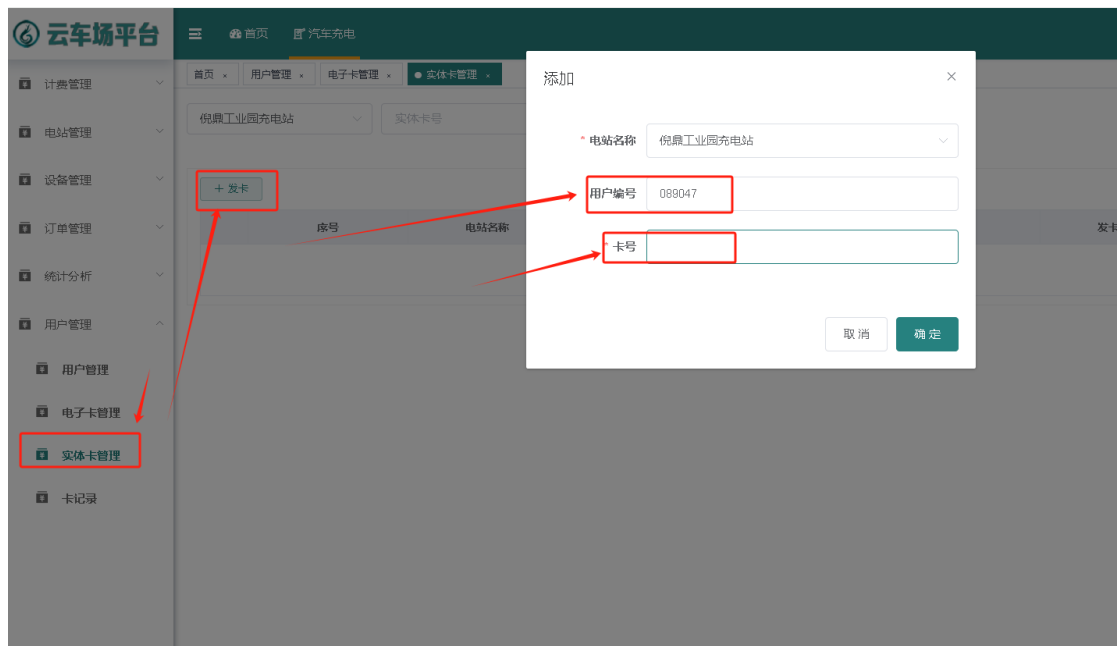 云车场平台
首页
汽车充电
首页 × 用户管理 × 电子卡管理 × 实体卡管理 ×
计费管理
电站管理
设备管理
订单管理
统计分析
用户管理
用户管理
电子卡管理
实体卡管理
卡记录
倪鼎工业园充电站
实体卡号
+ 发卡
序号
电站名称
发卡
添加
* 电站名称
倪鼎工业园充电站
用户编号
089047
* 卡号
取消
确定